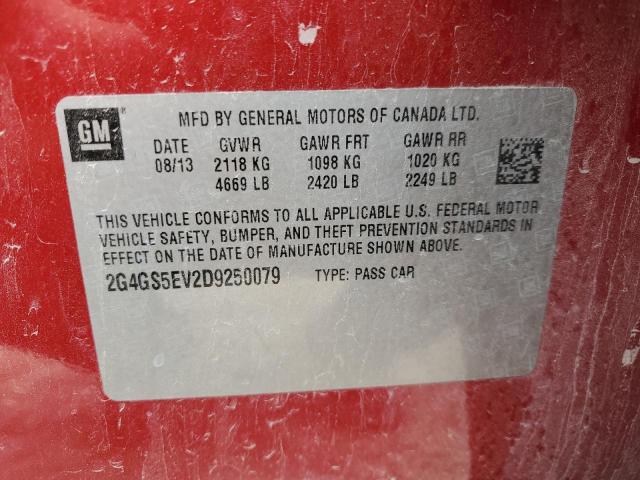 GM
MFD BY GENERAL MOTORS OF CANADA LTD.
DATE GVWR GAWR FRT GAWR RR
08/13 2118 KG 1098 KG 1020 KG
4669 LB 2420 LB 2249 LB
THIS VEHICLE CONFORMS TO ALL APPLICABLE U.S. FEDERAL MOTOR
VEHICLE SAFETY, BUMPER, AND THEFT PREVENTION STANDARDS IN
EFFECT ON THE DATE OF MANUFACTURE SHOWN ABOVE.
2G4GS5EV2D9250079 TYPE: PASS CAR